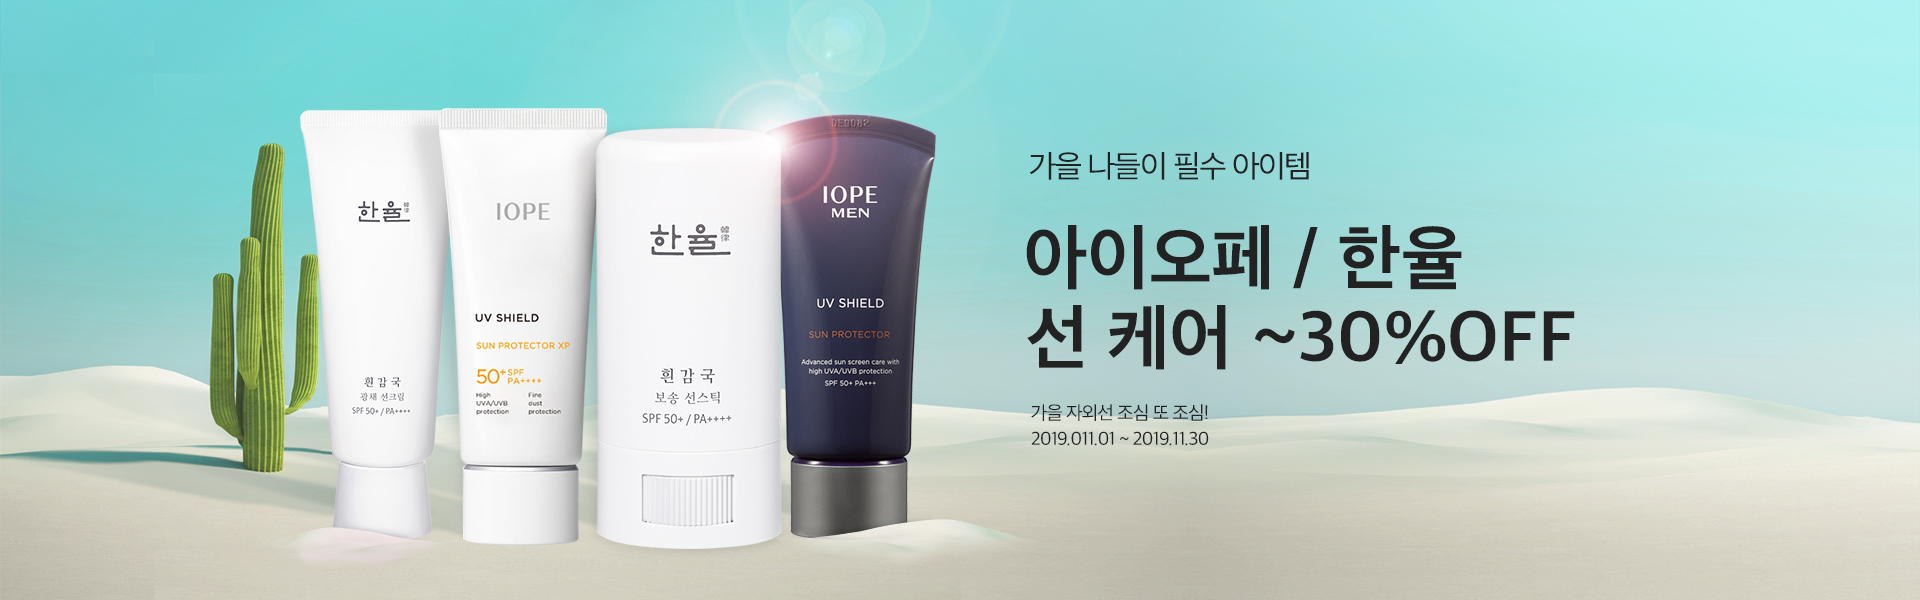 한율
韓律
흰감국
광채 선크림
SPF 50+ / PA++++
IOPE
UV SHIELD
SUN PROTECTOR XP
50+ SPF
PA++++
High
UVA/UVB
protection
Fine
dust
protection
한율
韓律
흰감국
보송 선스틱
SPF 50+ / PA++++
IOPE
MEN
UV SHIELD
SUN PROTECTOR
Advanced sun screen care with
high UVA/UVB protection
SPF 50+ PA+++
가을 나들이 필수 아이템
아이오페 / 한율
선 케어 ~30%OFF
가을 자외선 조심 또 조심!
2019.011.01 ~ 2019.11.30